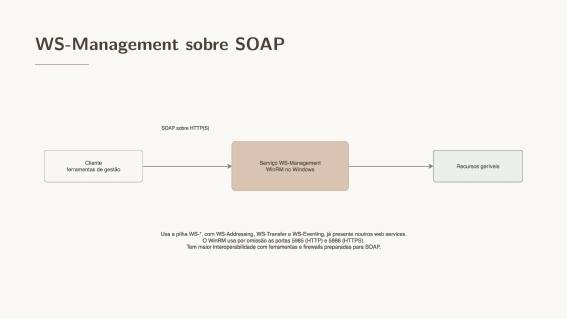 WS-Management sobre SOAP
SOAP sobre HTTP(S)
Cliente
ferramentas de gestão
Serviço WS-Management
WinRM no Windows
Recursos geríveis
Usa a pilha WS-*, com WS-Addressing, WS-Transfer e WS-Eventing, já presente noutros web services.
O WinRM usa por omissão as portas 5985 (HTTP) e 5986 (HTTPS).
Tem maior interoperabilidade com ferramentas e firewalls preparadas para SOAP.